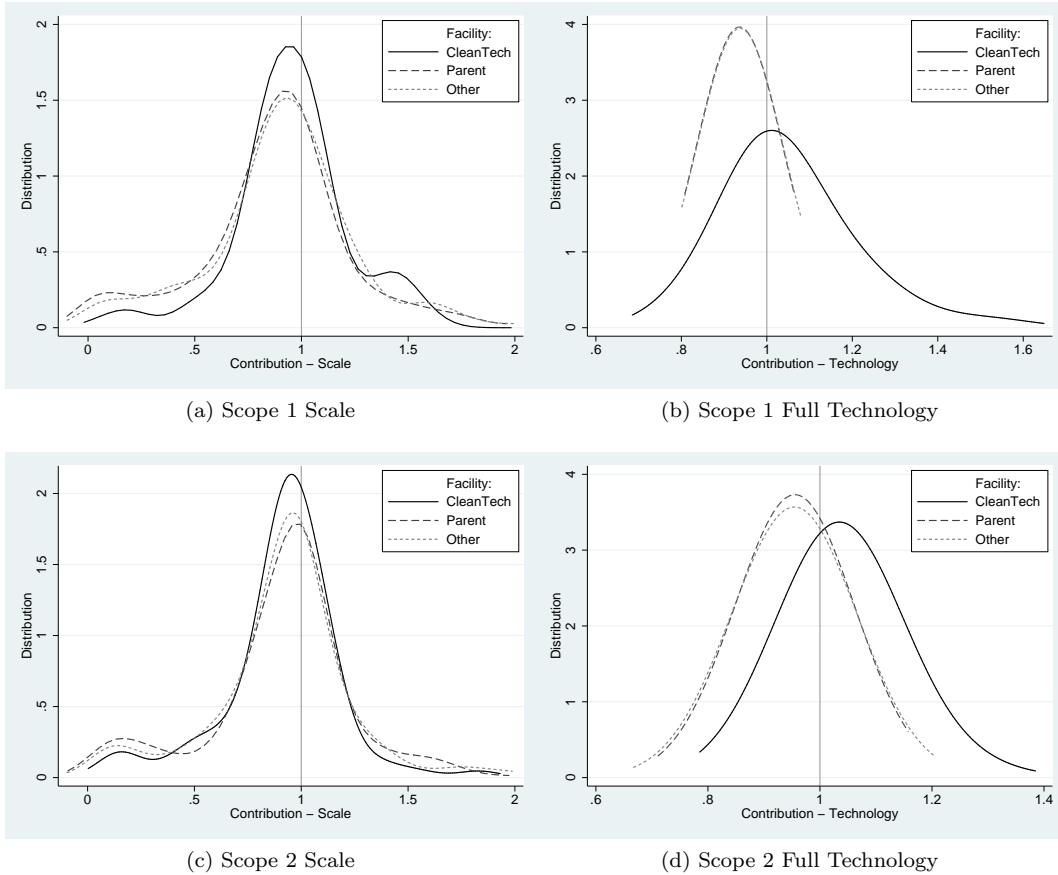 2
1.5
1
.5
0
Distribution
0 .5 1 1.5 2
Contribution – Scale
Facility:
CleanTech
Parent
Other
(a) Scope 1 Scale
4
3
2
1
0
Distribution
.6 .8 1 1.2 1.4 1.6
Contribution – Technology
Facility:
CleanTech
Parent
Other
(b) Scope 1 Full Technology
2
1.5
1
.5
0
Distribution
0 .5 1 1.5 2
Contribution – Scale
Facility:
CleanTech
Parent
Other
(c) Scope 2 Scale
4
3
2
1
0
Distribution
.6 .8 1 1.2 1.4
Contribution – Technology
Facility:
CleanTech
Parent
Other
(d) Scope 2 Full Technology